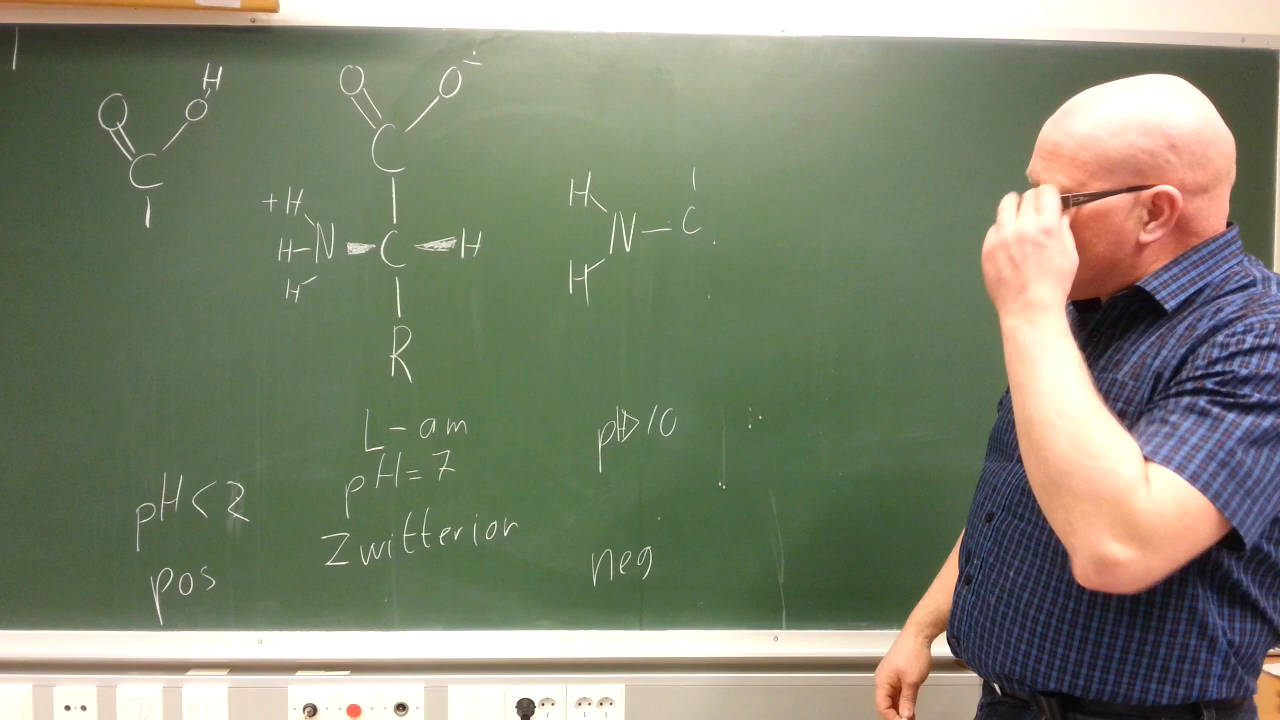 O
O
H
C
O
O-
C
+H
H-N
H
C
H
R
H
N-C
H
L-am
pH=7
Zwitterion
pH<2
pos
pH>10
neg